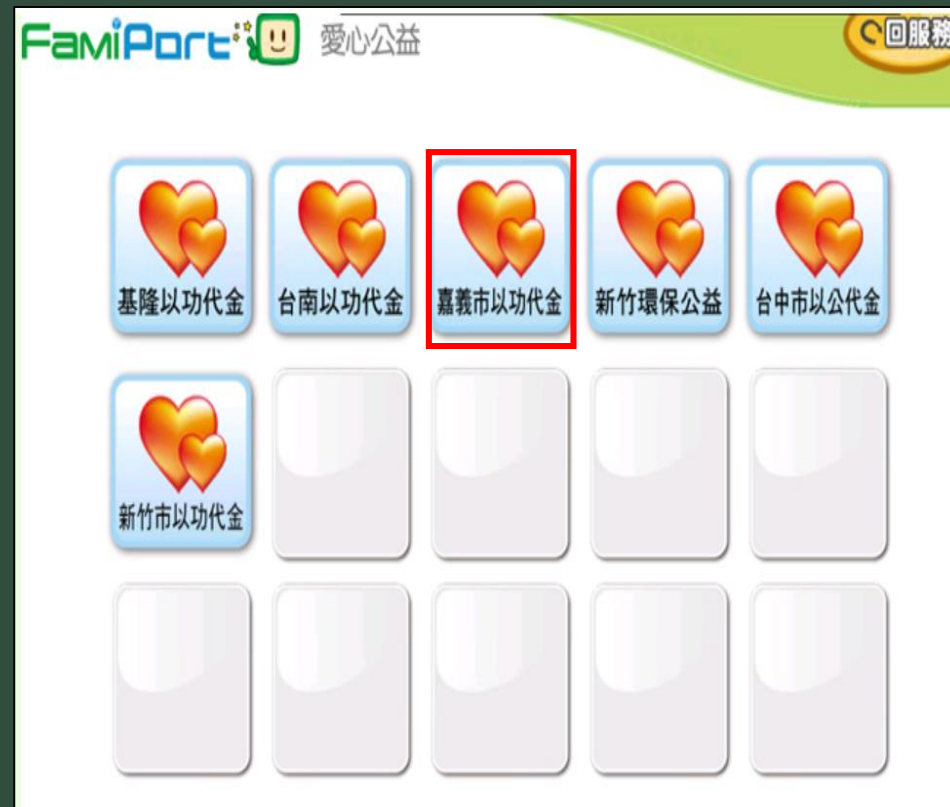 FamiPort 愛心公益
回服務
基隆以功代金
台南以功代金
嘉義市以功代金
新竹環保公益
台中市以公代金
新竹市以功代金